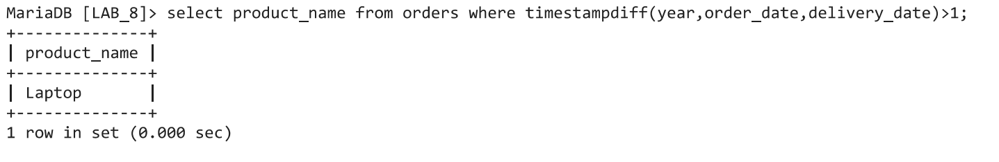 MariaDB [LAB_8]> select product_name from orders where timestampdiff(year,order_date,delivery_date)>1;
+--------------+
| product_name |
+--------------+
| Laptop       |
+--------------+
1 row in set (0.000 sec)